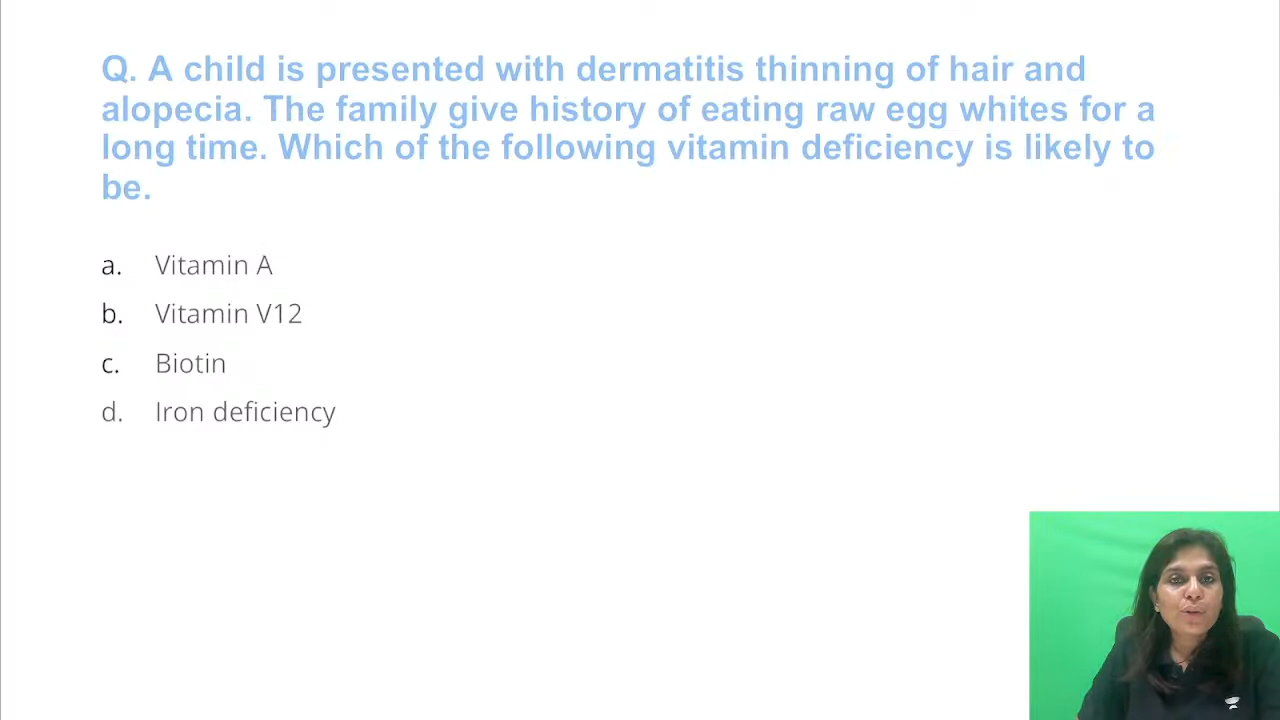 Q. A child is presented with dermatitis thinning of hair and
alopecia. The family give history of eating raw egg whites for a
long time. Which of the following vitamin deficiency is likely to
be.
a. Vitamin A
b. Vitamin V12
c. Biotin
d. Iron deficiency